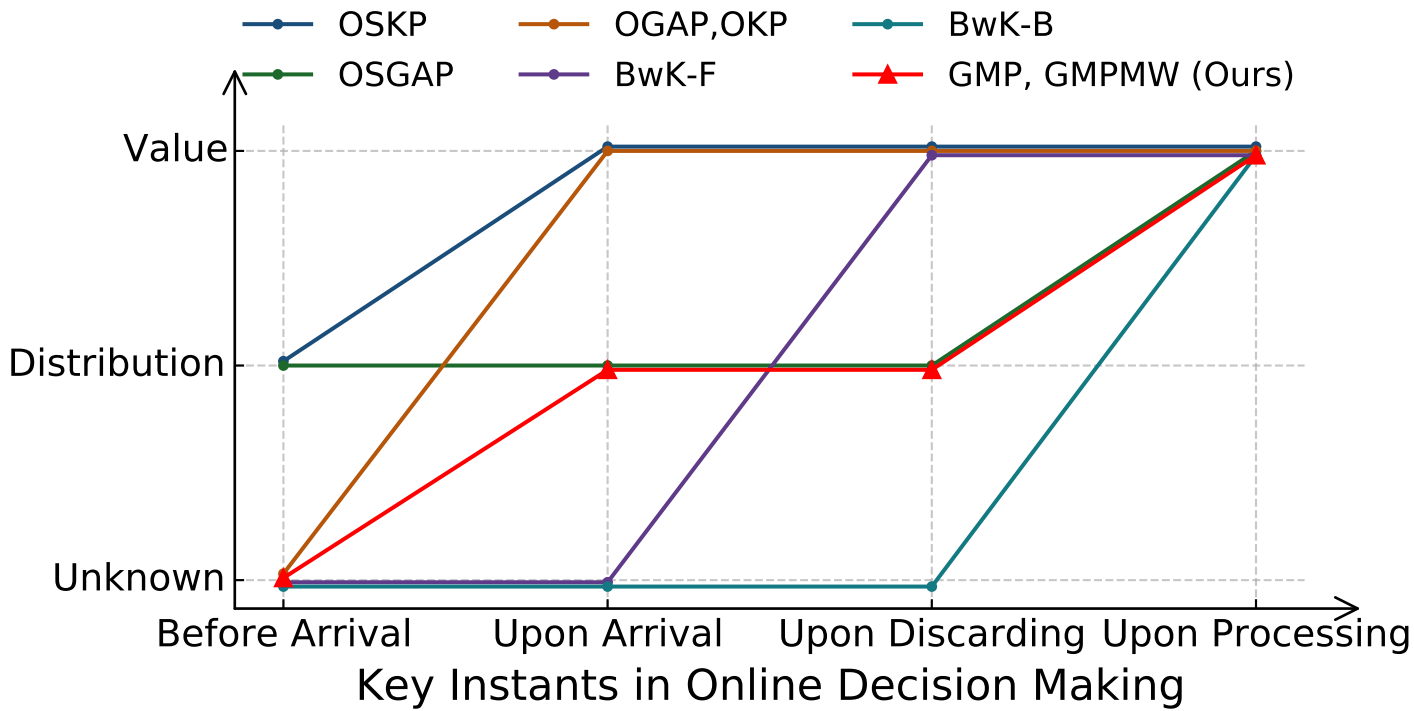 OSKP OGAP,OKP BwK-B
OSGAP BwK-F GMP, GMPMW (Ours)
Value
Distribution
Unknown
Before Arrival Upon Arrival Upon Discarding Upon Processing
Key Instants in Online Decision Making